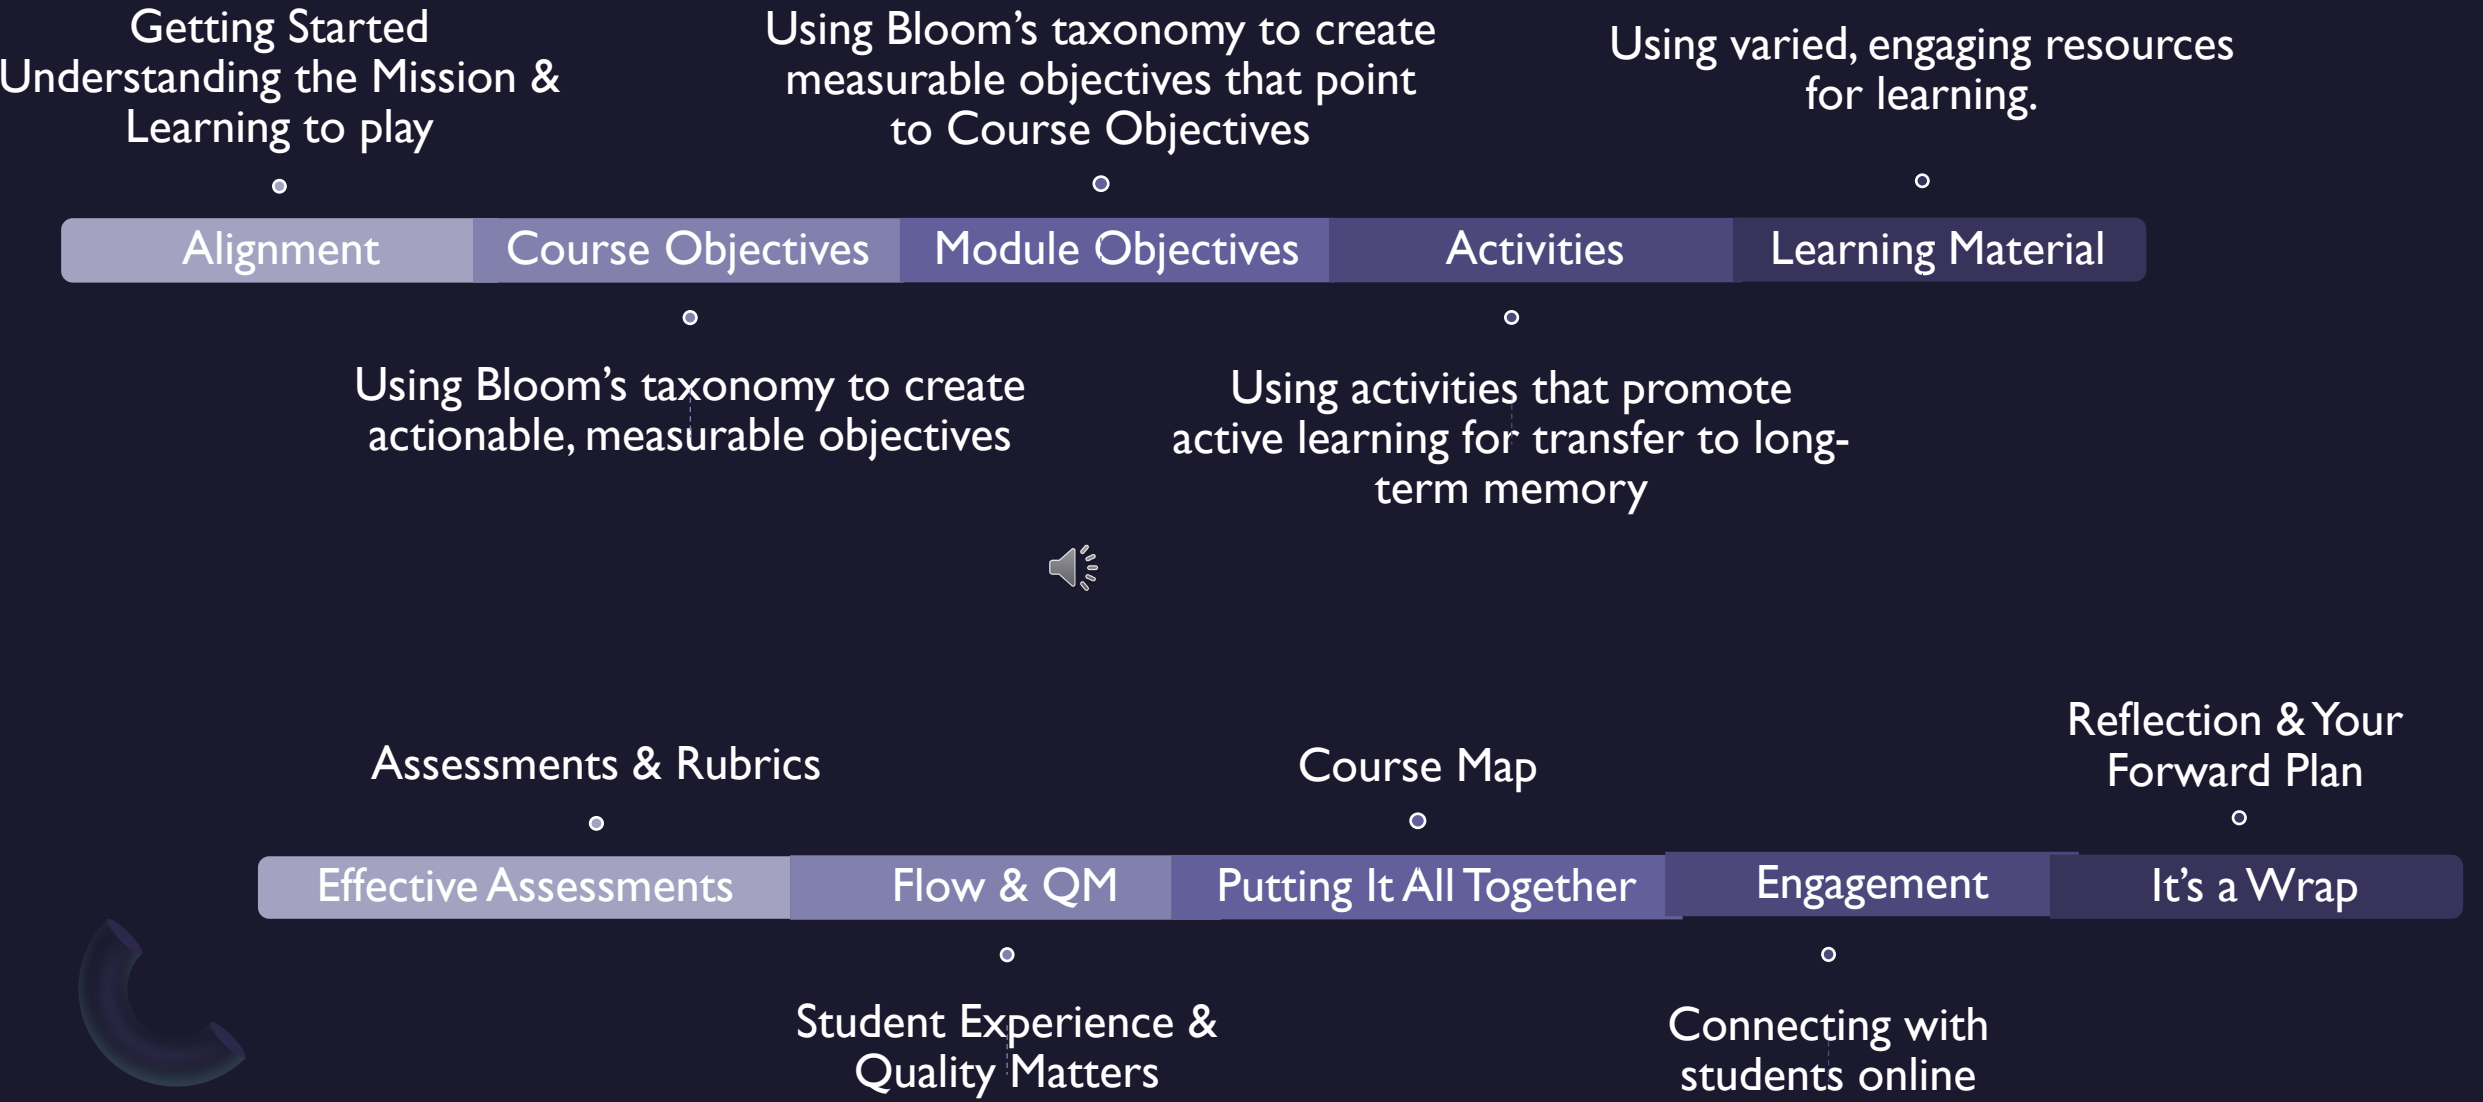 Getting Started
Understanding the Mission &
Learning to play
Using Bloom’s taxonomy to create
measurable objectives that point
to Course Objectives
Using varied, engaging resources
for learning.
Alignment
Course Objectives
Module Objectives
Activities
Learning Material
Using Bloom’s taxonomy to create
actionable, measurable objectives
Using activities that promote
active learning for transfer to long-
term memory
Assessments & Rubrics
Course Map
Reflection & Your
Forward Plan
Effective Assessments
Flow & QM
Putting It All Together
Engagement
It’s a Wrap
Student Experience &
Quality Matters
Connecting with
students online